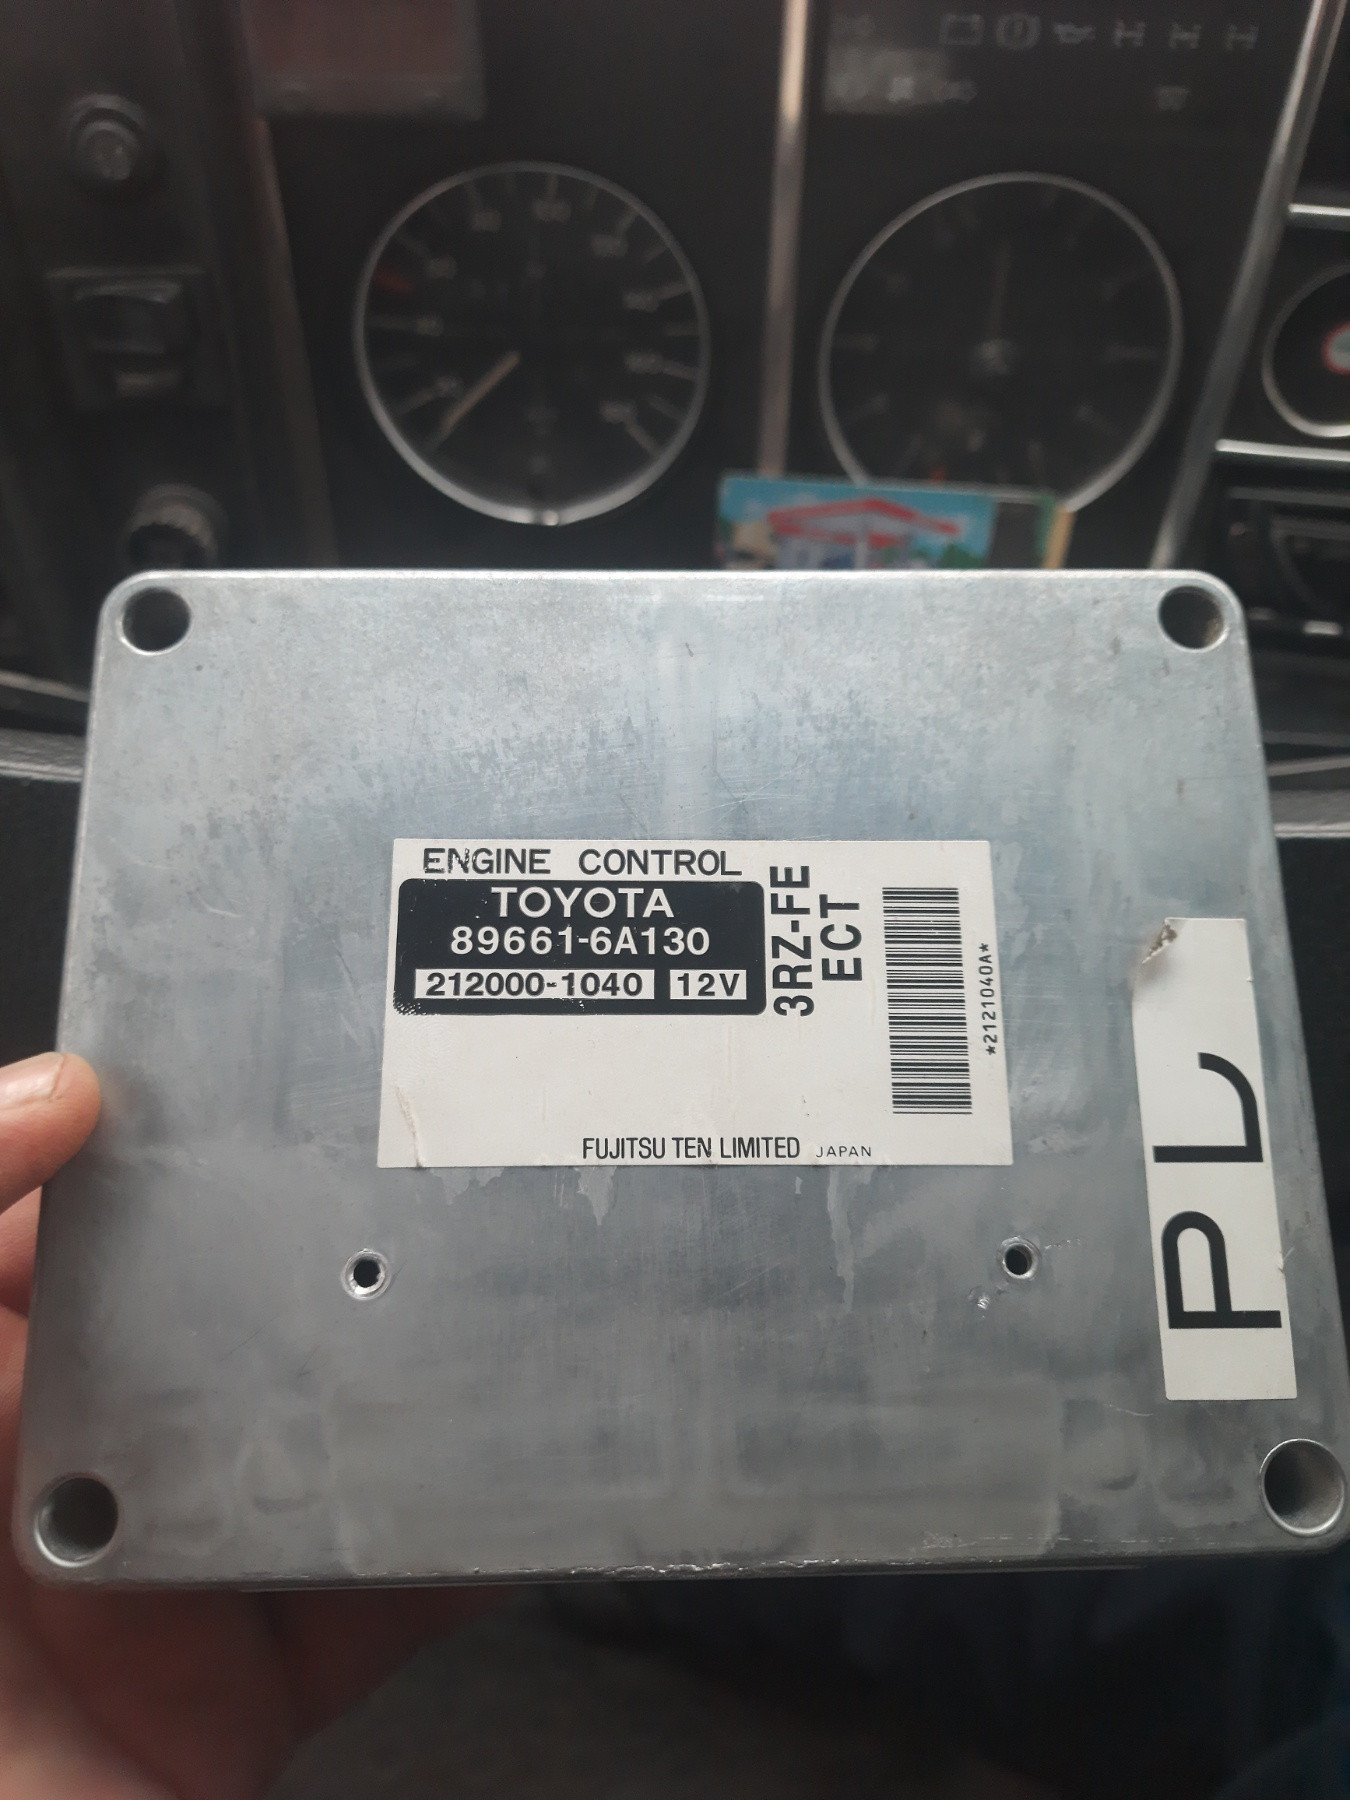 ENGINE CONTROL
TOYOTA
89661-6A130
212000-1040 12V
3RZ-FE
ECT
*2121040A*
FUJITSU TEN LIMITED JAPAN
PL